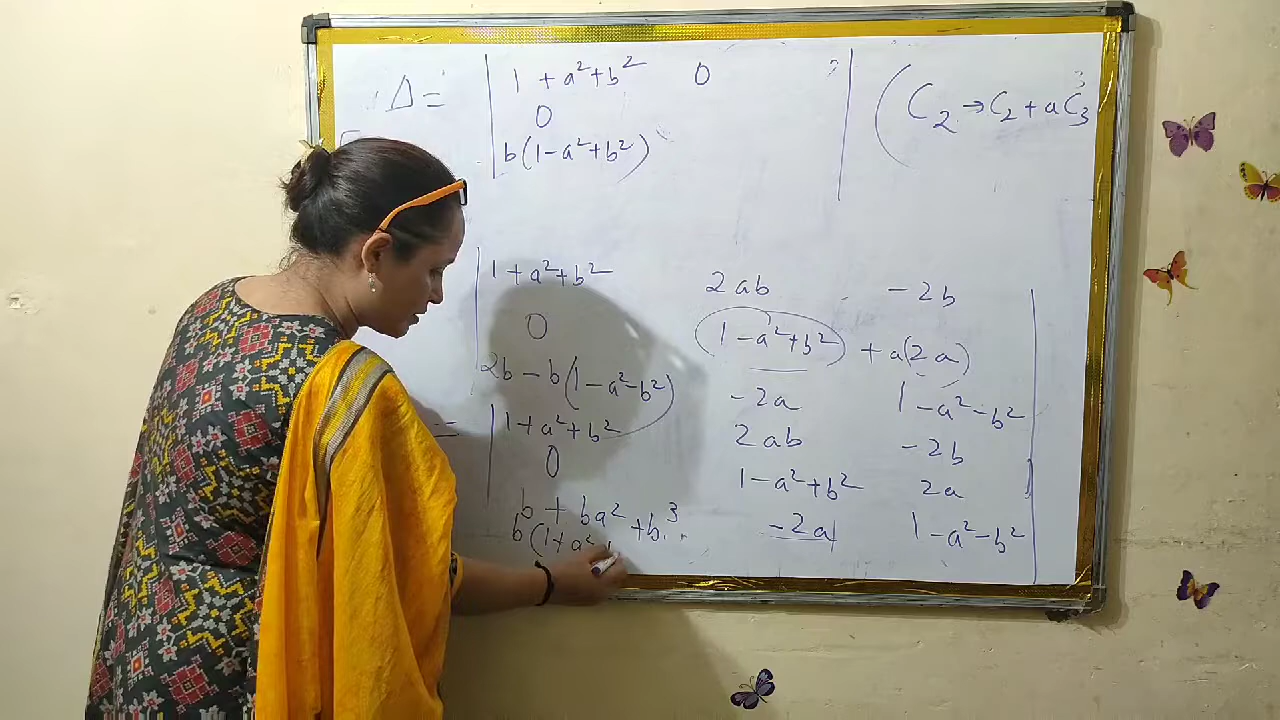 Δ = | 1 + a² + b² 0 | ( C₂ → C₂ + a C₃
0
b(1 - a² + b²)
| 1 + a² + b² 2ab - 2b |
0 1 - a² + b² + a(2a)
2b - b(1 - a² - b²) - 2a 1 - a² - b²
= | 1 + a² + b² 2ab - 2b
0 1 - a² + b² 2a
b + ba² + b³ - 2a 1 - a² - b²
b(1 + a²